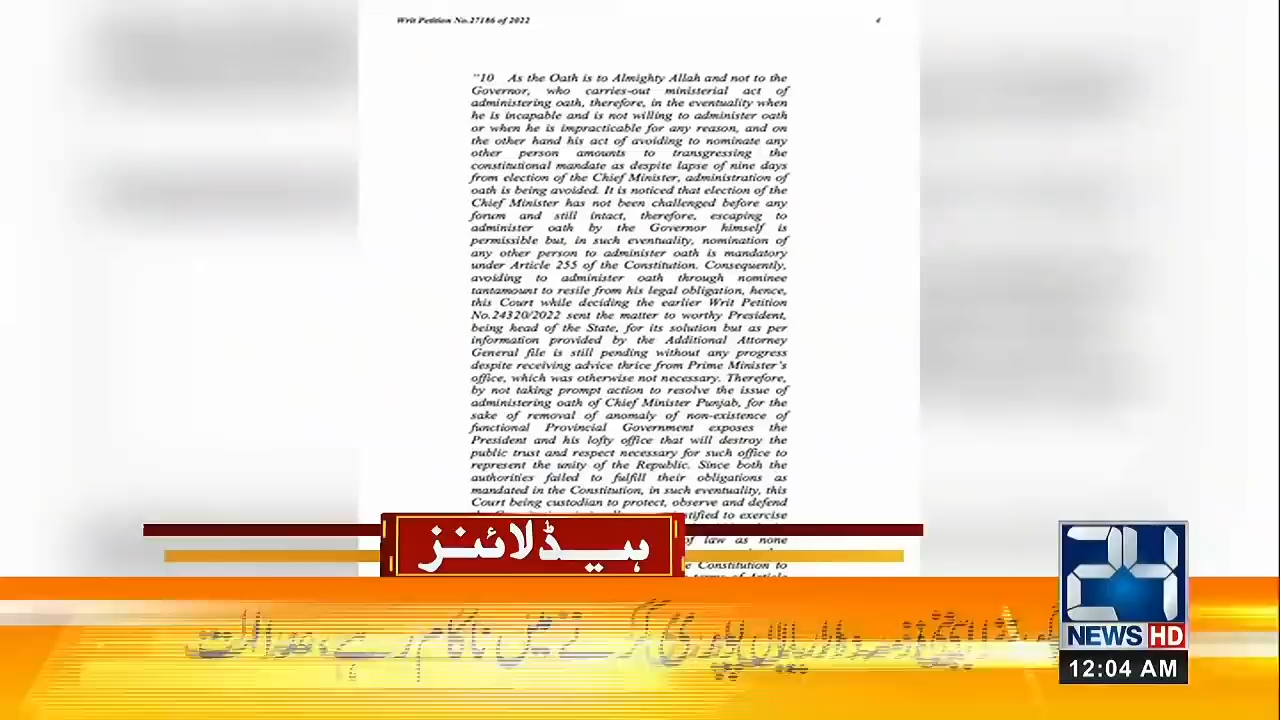 Writ Petition No.27186 of 2022 4
"10 As the Oath is to Almighty Allah and not to the
Governor, who carries-out ministerial act of
administering oath, therefore, in the eventuality when
he is incapable and is not willing to administer oath
or when he is impracticable for any reason, and on
the other hand his act of avoiding to nominate any
other person amounts to transgressing the
constitutional mandate as despite lapse of nine days
from election of the Chief Minister, administration of
oath is being avoided. It is noticed that election of the
Chief Minister has not been challenged before any
forum and still intact, therefore, escaping to
administer oath by the Governor himself is
permissible but, in such eventuality, nomination of
any other person to administer oath is mandatory
under Article 255 of the Constitution. Consequently,
avoiding to administer oath through nominee
tantamount to resile from his legal obligation, hence,
this Court while deciding the earlier Writ Petition
No.24320/2022 sent the matter to worthy President,
being head of the State, for its solution but as per
information provided by the Additional Attorney
General file is still pending without any progress
despite receiving advice thrice from Prime Minister's
office, which was otherwise not necessary. Therefore,
by not taking prompt action to resolve the issue of
administering oath of Chief Minister Punjab, for the
sake of removal of anomaly of non-existence of
functional Provincial Government exposes the
President and his lofty office that will destroy the
public trust and respect necessary for such office to
represent the unity of the Republic. Since both the
authorities failed to fulfill their obligations as
mandated in the Constitution, in such eventuality, this
Court being custodian to protect, observe and defend
to exercise
of law as none
Constitution to
ہیڈلائنز
پوری کرنے میں ناکام رہے، عدالت
24
NEWS HD
12:04 AM